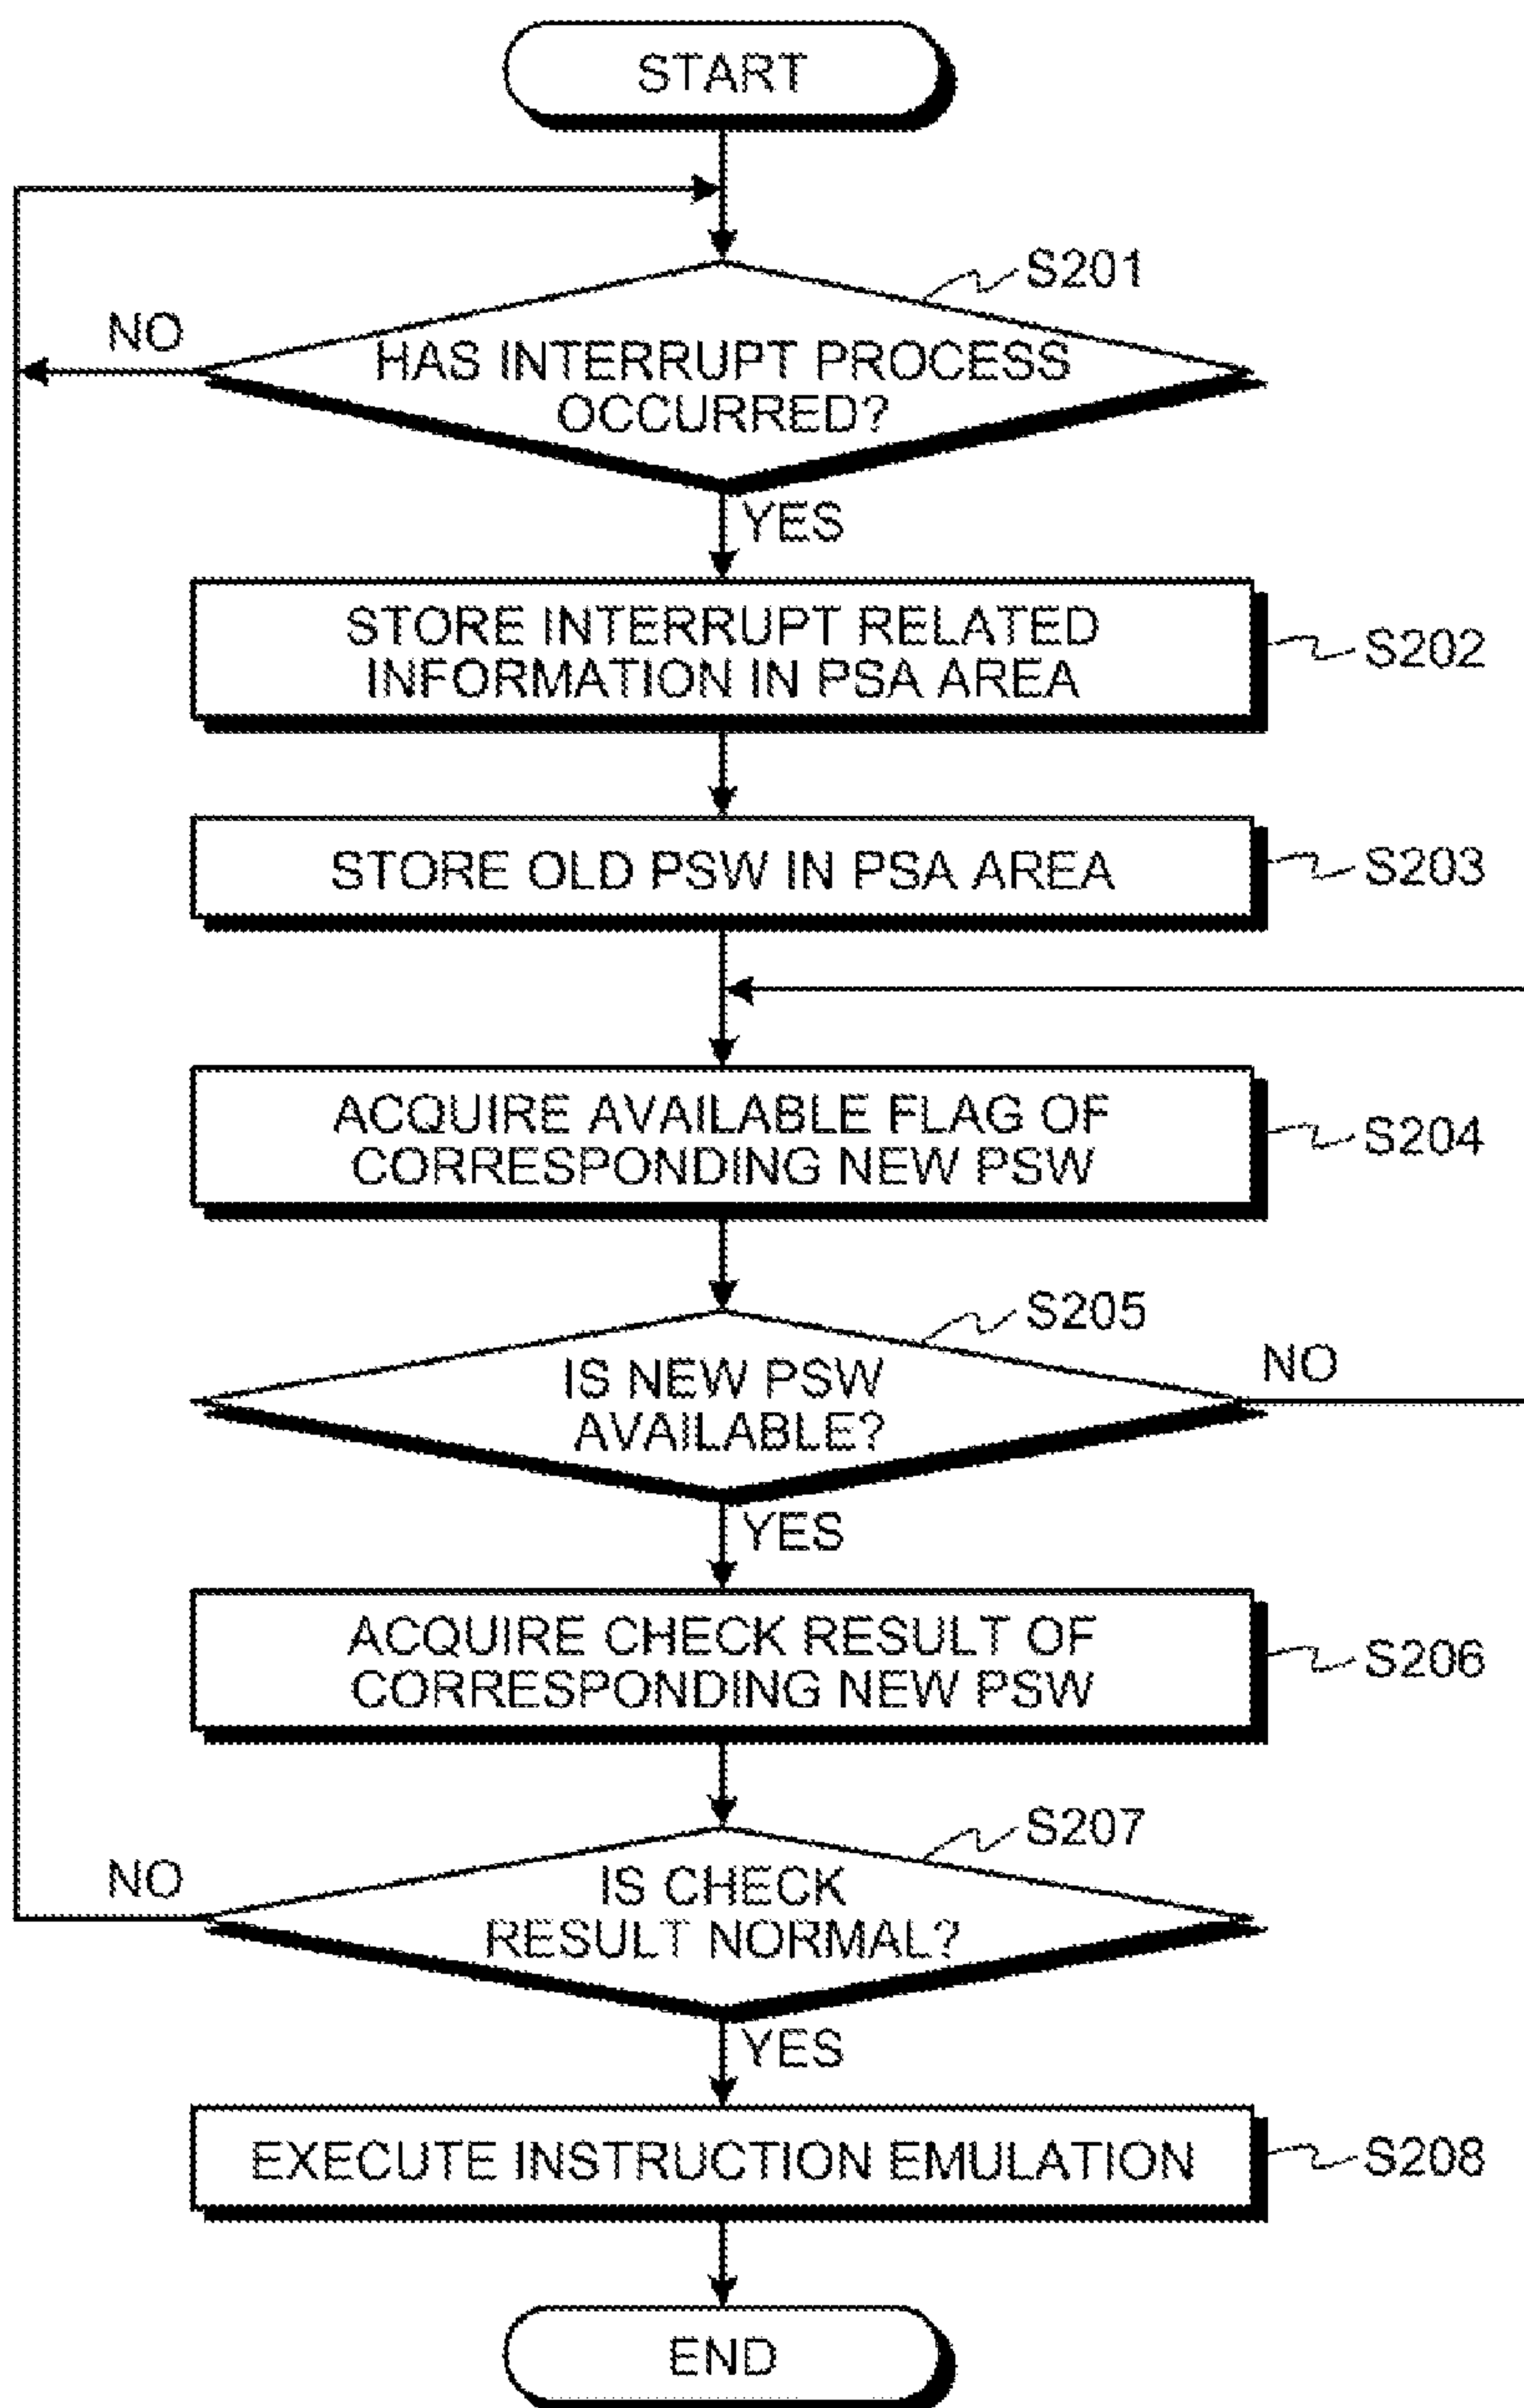 START
S201
NO
HAS INTERRUPT PROCESS
OCCURRED?
YES
STORE INTERRUPT RELATED
INFORMATION IN PSA AREA
S202
STORE OLD PSW IN PSA AREA
S203
ACQUIRE AVAILABLE FLAG OF
CORRESPONDING NEW PSW
S204
S205
IS NEW PSW
AVAILABLE?
NO
YES
ACQUIRE CHECK RESULT OF
CORRESPONDING NEW PSW
S206
S207
NO
IS CHECK
RESULT NORMAL?
YES
EXECUTE INSTRUCTION EMULATION
S208
END